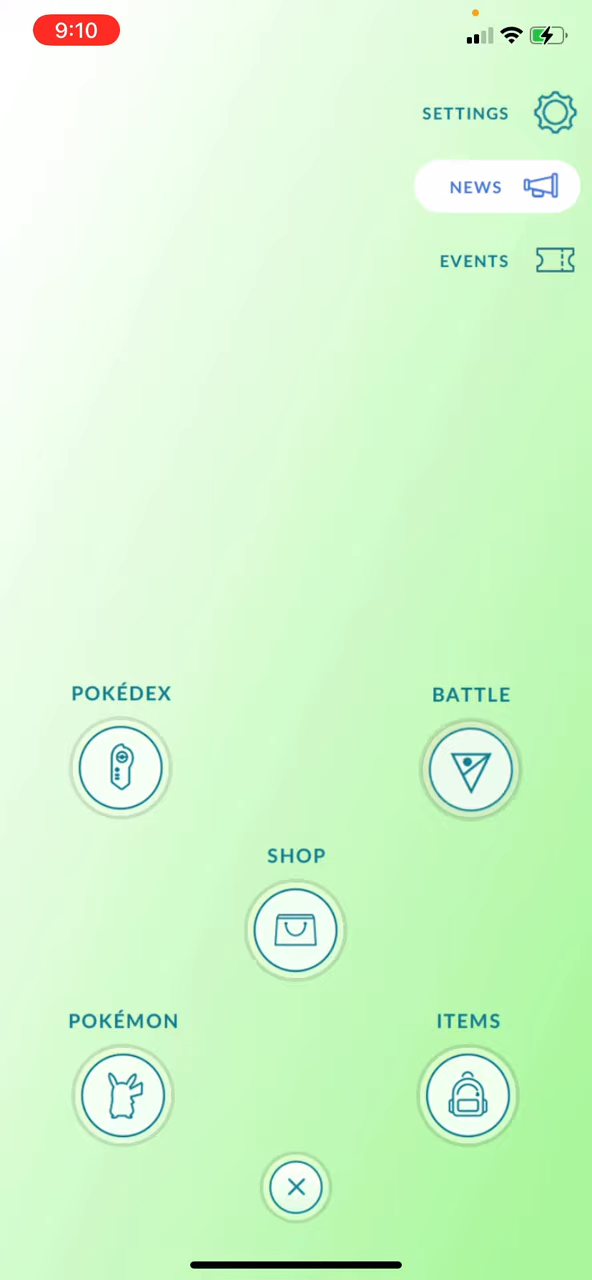 9:10
SETTINGS
NEWS
EVENTS
POKÉDEX
BATTLE
SHOP
POKÉMON
ITEMS